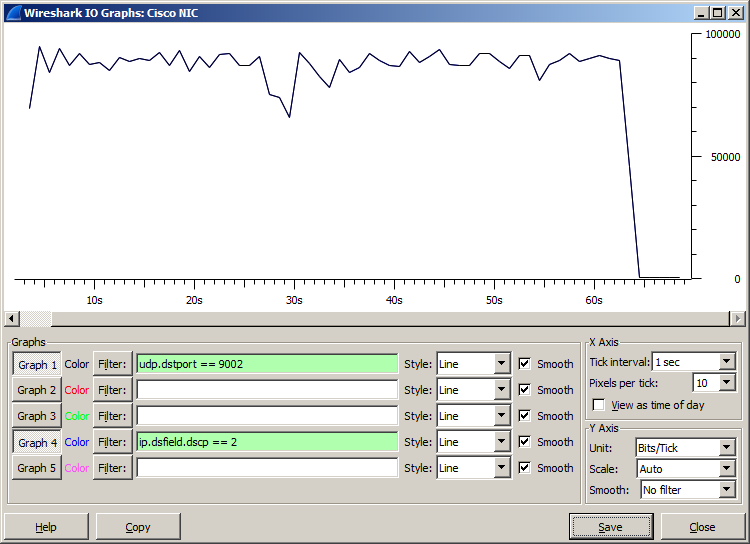 Wireshark IO Graphs: Cisco NIC
100000
50000
0
10s 20s 30s 40s 50s 60s
Graphs
Graph 1 Color Filter: udp.dstport == 9002 Style: Line Smooth
Graph 2 Color Filter: Style: Line Smooth
Graph 3 Color Filter: Style: Line Smooth
Graph 4 Color Filter: ip.dsfield.dscp == 2 Style: Line Smooth
Graph 5 Color Filter: Style: Line Smooth
X Axis
Tick interval: 1 sec
Pixels per tick: 10
View as time of day
Y Axis
Unit: Bits/Tick
Scale: Auto
Smooth: No filter
Help Copy Save Close